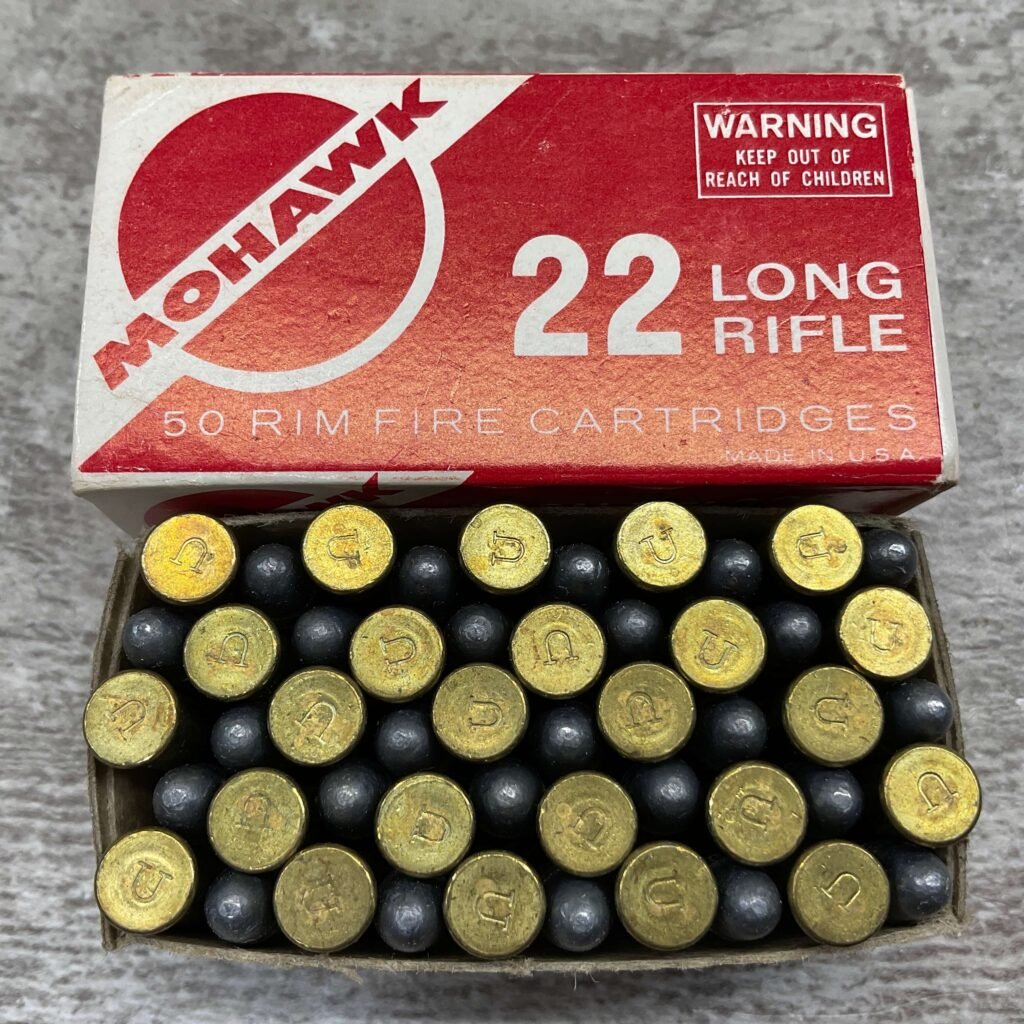 MOHAWK
WARNING
KEEP OUT OF
REACH OF CHILDREN
22 LONG
RIFLE
50 RIM FIRE CARTRIDGES
MADE IN U.S.A.
U U U U U
U U U U U
U U U U U
U U U U U
U U U U U